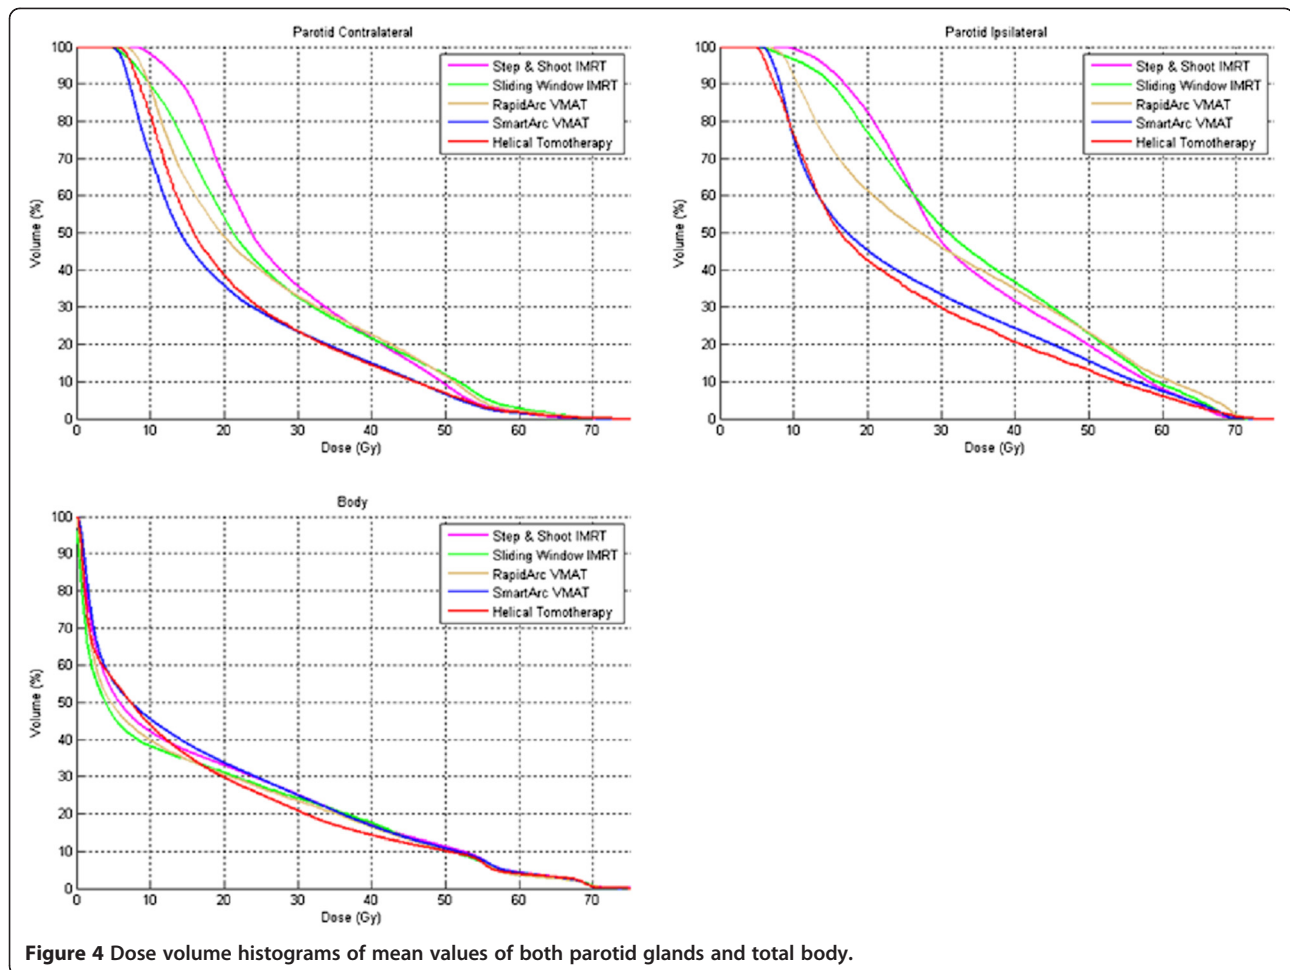 Parotid Contralateral
100
90
80
70
60
50
40
30
20
10
0
Volume (%)
Step & Shoot IMRT
Sliding Window IMRT
RapidArc VMAT
SmartArc VMAT
Helical Tomotherapy
0 10 20 30 40 50 60 70
Dose (Gy)
Parotid Ipsilateral
100
90
80
70
60
50
40
30
20
10
0
Volume (%)
Step & Shoot IMRT
Sliding Window IMRT
RapidArc VMAT
SmartArc VMAT
Helical Tomotherapy
0 10 20 30 40 50 60 70
Dose (Gy)
Body
100
90
80
70
60
50
40
30
20
10
0
Volume (%)
Step & Shoot IMRT
Sliding Window IMRT
RapidArc VMAT
SmartArc VMAT
Helical Tomotherapy
0 10 20 30 40 50 60 70
Dose (Gy)
Figure 4 Dose volume histograms of mean values of both parotid glands and total body.